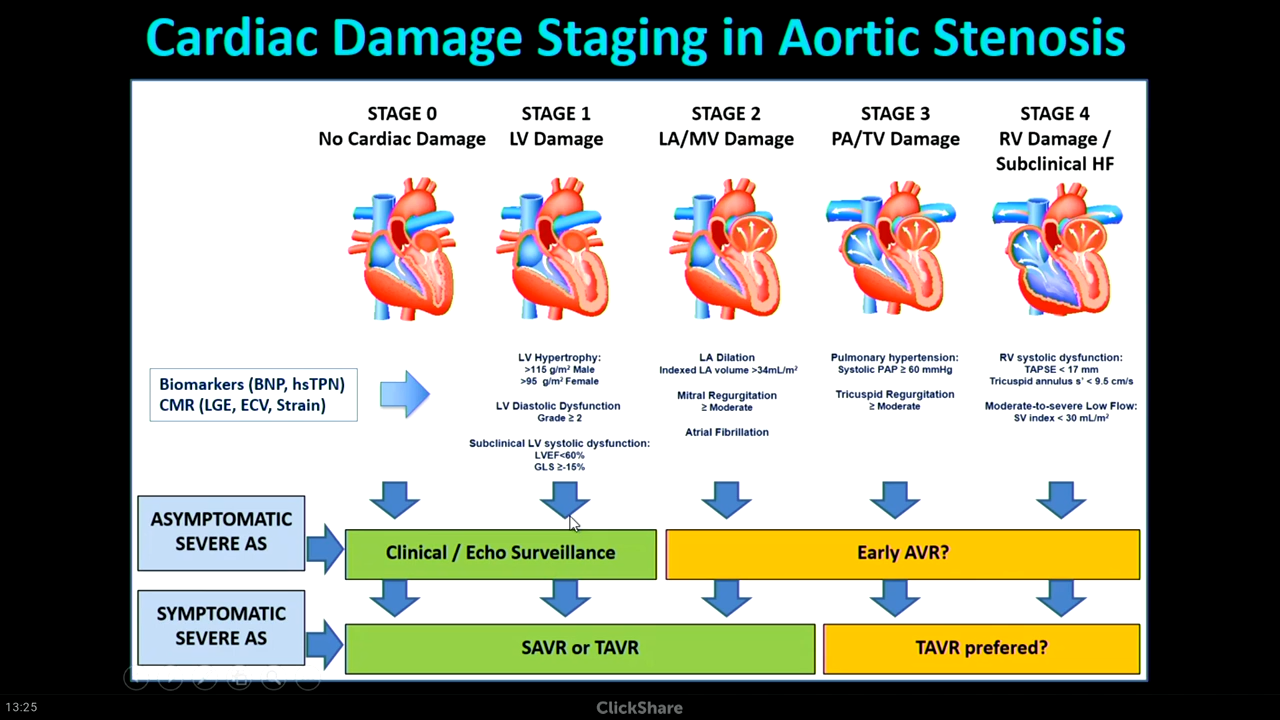 Cardiac Damage Staging in Aortic Stenosis
STAGE 0
No Cardiac Damage
STAGE 1
LV Damage
STAGE 2
LA/MV Damage
STAGE 3
PA/TV Damage
STAGE 4
RV Damage /
Subclinical HF
Biomarkers (BNP, hsTPN)
CMR (LGE, ECV, Strain)
LV Hypertrophy:
>115 g/m² Male
>95 g/m² Female
LV Diastolic Dysfunction
Grade ≥ 2
Subclinical LV systolic dysfunction:
LVEF<60%
GLS ≥-15%
LA Dilation
Indexed LA volume >34mL/m²
Mitral Regurgitation
≥ Moderate
Atrial Fibrillation
Pulmonary hypertension:
Systolic PAP ≥ 60 mmHg
Tricuspid Regurgitation
≥ Moderate
RV systolic dysfunction:
TAPSE < 17 mm
Tricuspid annulus s' < 9.5 cm/s
Moderate-to-severe Low Flow:
SV index < 30 mL/m²
ASYMPTOMATIC
SEVERE AS
Clinical / Echo Surveillance
Early AVR?
SYMPTOMATIC
SEVERE AS
SAVR or TAVR
TAVR prefered?
13:25
ClickShare